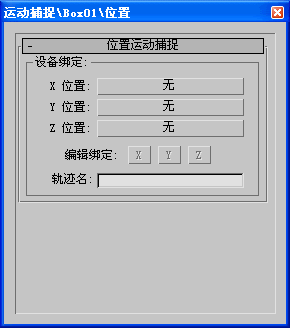 运动捕捉\Box01\位置
- 位置运动捕捉
设备绑定:
X 位置: 无
Y 位置: 无
Z 位置: 无
编辑绑定: X Y Z
轨迹名: